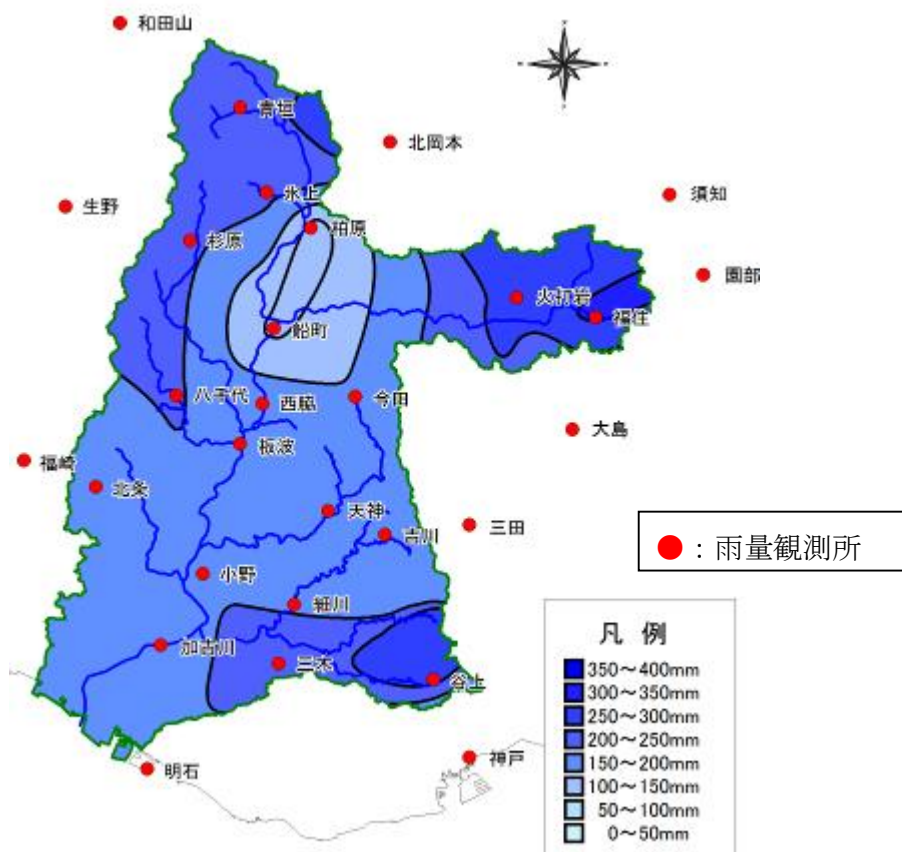 和田山
青垣
北岡本
氷上
須知
生野
柏原
杉原
園部
火打岩
福住
船町
八千代
西脇
今田
大島
板波
福崎
北条
天神
三田
吉川
●：雨量観測所
小野
細川
加古川
三木
谷上
神戸
明石
凡 例
350～400mm
300～350mm
250～300mm
200～250mm
150～200mm
100～150mm
50～100mm
0～50mm